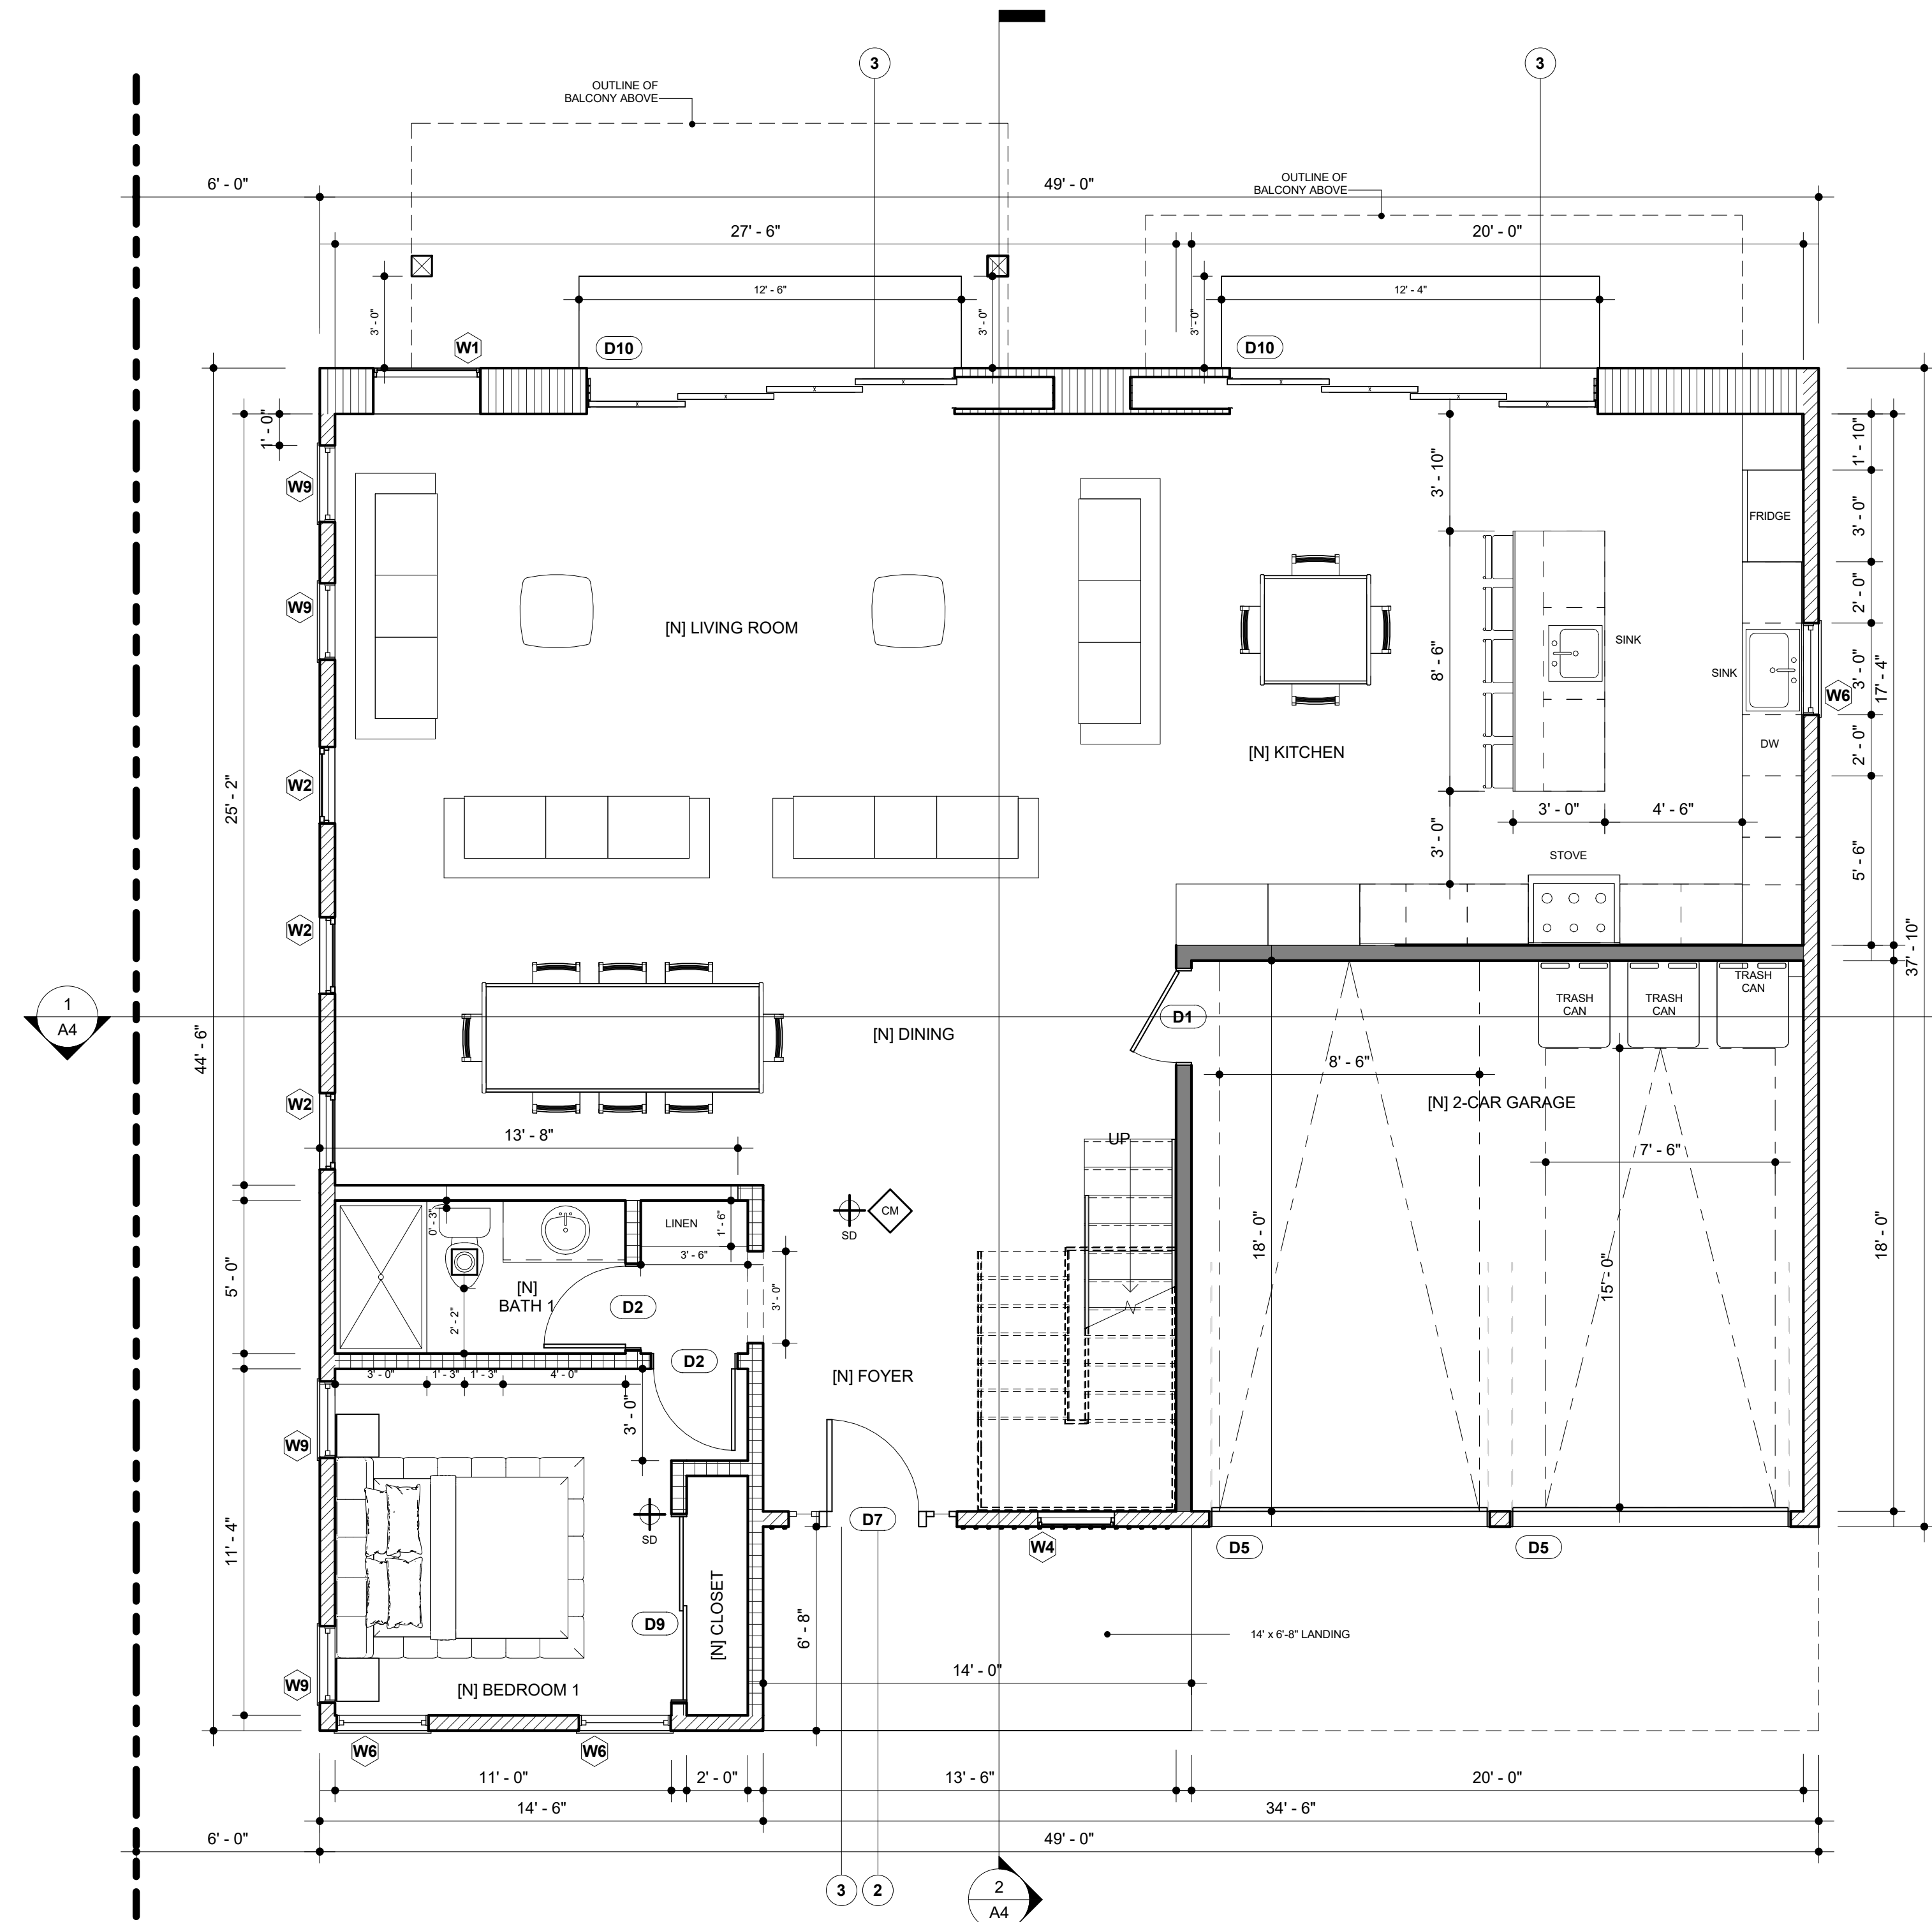 3
3
OUTLINE OF
BALCONY ABOVE
OUTLINE OF
BALCONY ABOVE
6' - 0"
49' - 0"
27' - 6"
20' - 0"
12' - 6"
12' - 4"
3' - 0"
3' - 0"
3' - 0"
W1
D10
D10
1' - 0"
3' - 10"
1' - 10"
W9
FRIDGE
3' - 0"
W9
2' - 0"
[N] LIVING ROOM
SINK
8' - 6"
SINK
3' - 0"
17' - 4"
W6
[N] KITCHEN
DW
2' - 0"
W2
25' - 2"
3' - 0"
4' - 6"
3' - 0"
STOVE
5' - 6"
W2
37' - 10"
TRASH
CAN
TRASH
CAN
TRASH
CAN
1
A4
44' - 6"
[N] DINING
D1
8' - 6"
W2
[N] 2-CAR GARAGE
13' - 8"
UP
7' - 6"
0' - 3"
LINEN
1' - 6"
SD
CM
18' - 0"
18' - 0"
3' - 6"
5' - 0"
[N]
BATH 1
D2
3' - 0"
15' - 0"
2' - 2"
D2
3' - 0"
1' - 3"
1' - 3"
4' - 0"
[N] FOYER
3' - 0"
W9
D7
SD
W4
D5
D5
11' - 4"
[N] CLOSET
D9
6' - 8"
14' x 6'-8" LANDING
14' - 0"
W9
[N] BEDROOM 1
W6
W6
11' - 0"
2' - 0"
13' - 6"
20' - 0"
14' - 6"
34' - 6"
6' - 0"
49' - 0"
3
2
2
A4